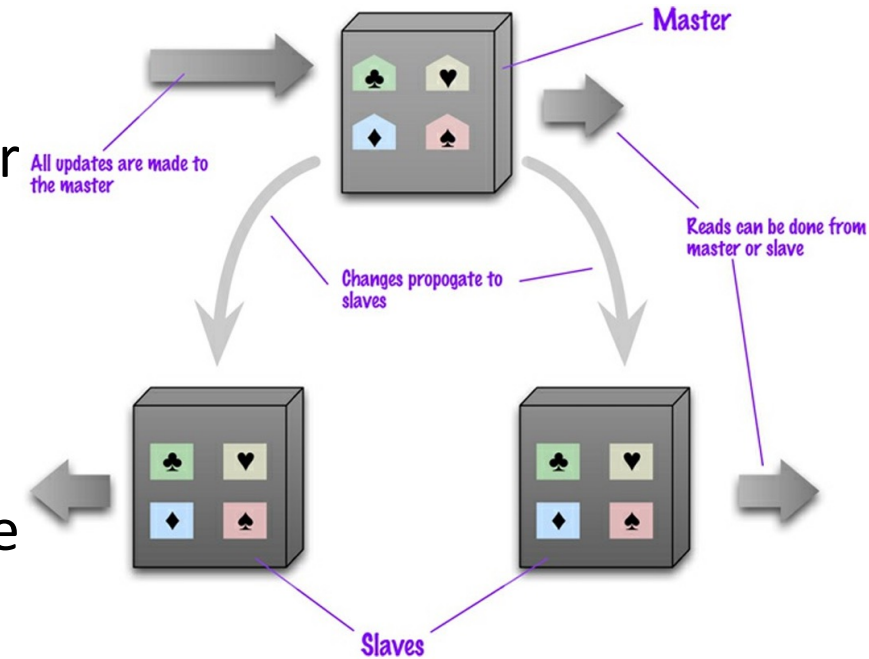 Master
r
All updates are made to
the master
Reads can be done from
master or slave
Changes propogate to
slaves
e
Slaves